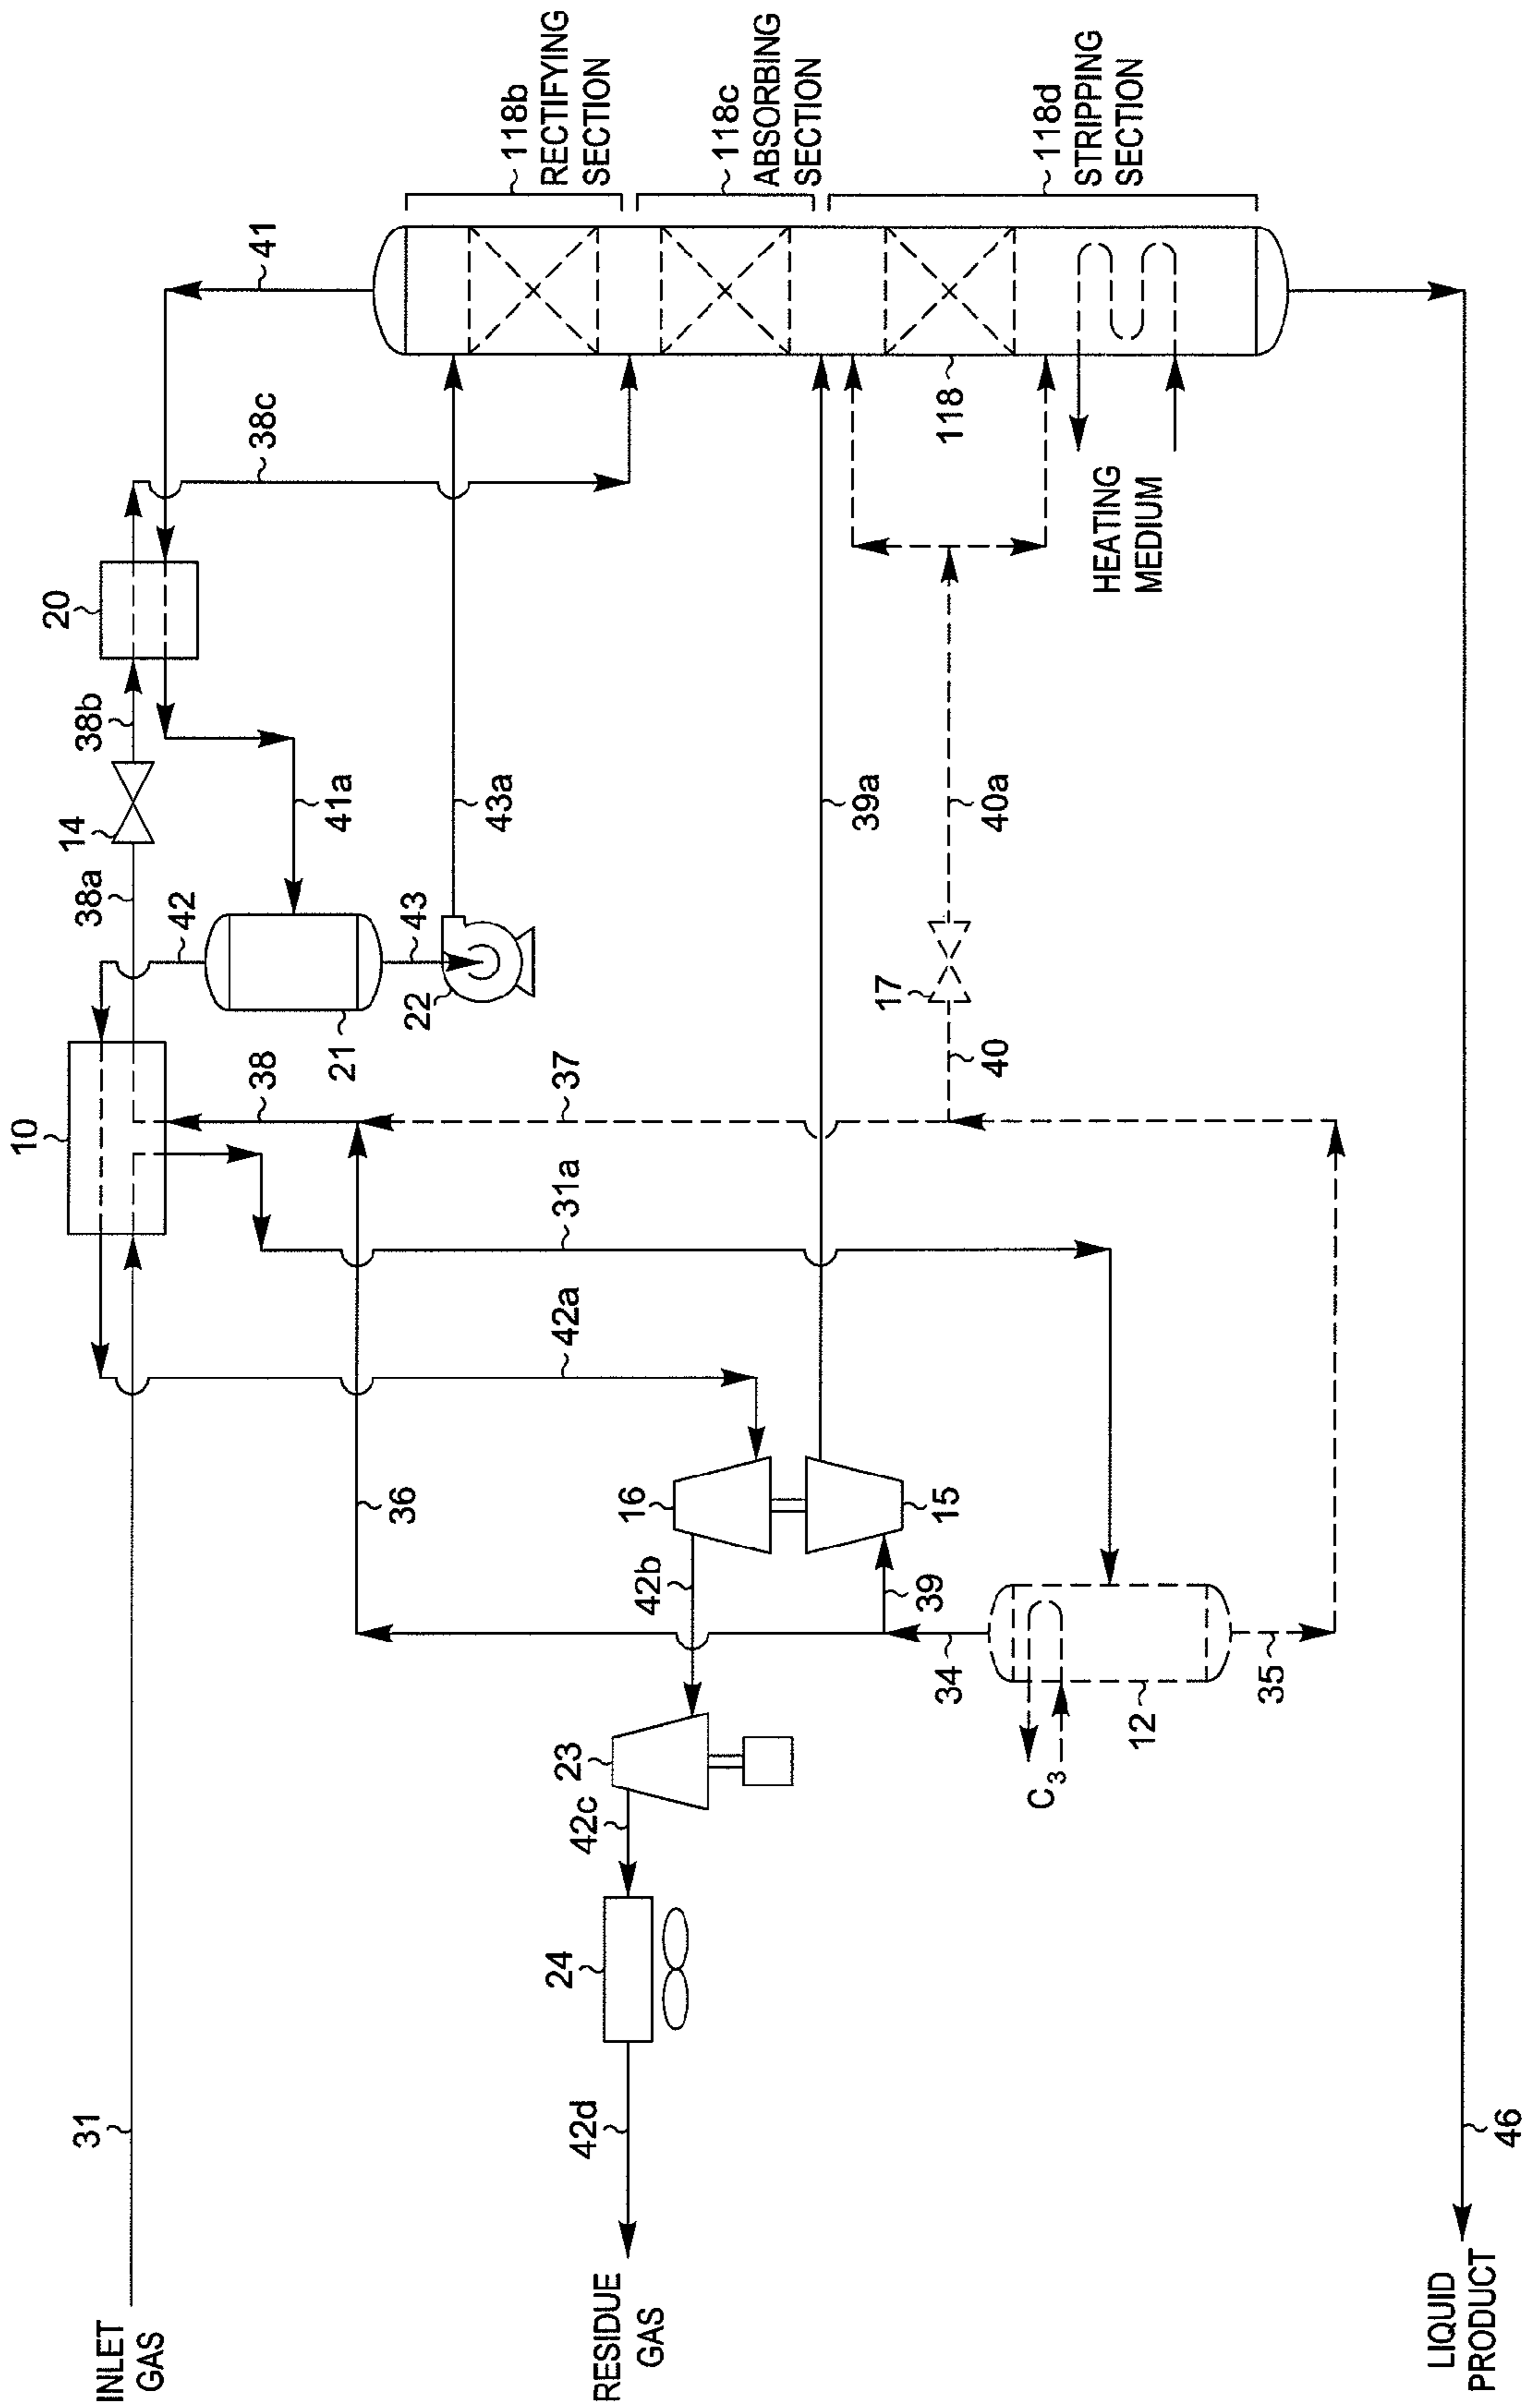 INLET
GAS
31
RESIDUE
GAS
42d
24
42c
23
42b
16
15
39
34
12
35
C3
36
42a
31a
10
38
37
40
17
40a
39a
43a
22
43
21
42
38a
14
38b
41a
20
38c
41
118
HEATING
MEDIUM
118b
RECTIFYING
SECTION
118c
ABSORBING
SECTION
118d
STRIPPING
SECTION
46
LIQUID
PRODUCT